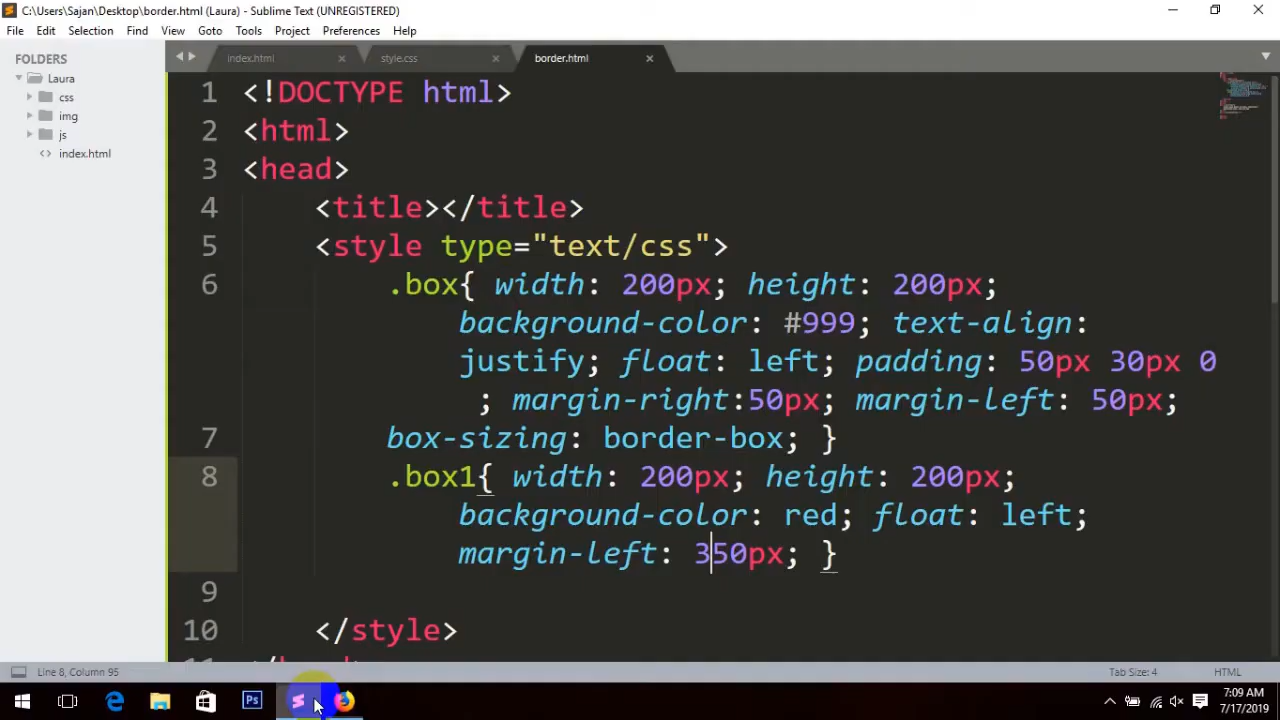 C:\Users\Sajan\Desktop\border.html (Laura) - Sublime Text (UNREGISTERED)
File Edit Selection Find View Goto Tools Project Preferences Help
FOLDERS
Laura
css
img
js
index.html
index.html style.css border.html
1 <!DOCTYPE html>
2 <html>
3 <head>
4 <title></title>
5 <style type="text/css">
6 .box{ width: 200px; height: 200px;
background-color: #999; text-align:
justify; float: left; padding: 50px 30px 0
; margin-right:50px; margin-left: 50px;
7 box-sizing: border-box; }
8 .box1{ width: 200px; height: 200px;
background-color: red; float: left;
margin-left: 350px; }
9
10 </style>
11 </head>
Line 8, Column 95
Tab Size: 4 HTML
Ps
7:09 AM
7/17/2019